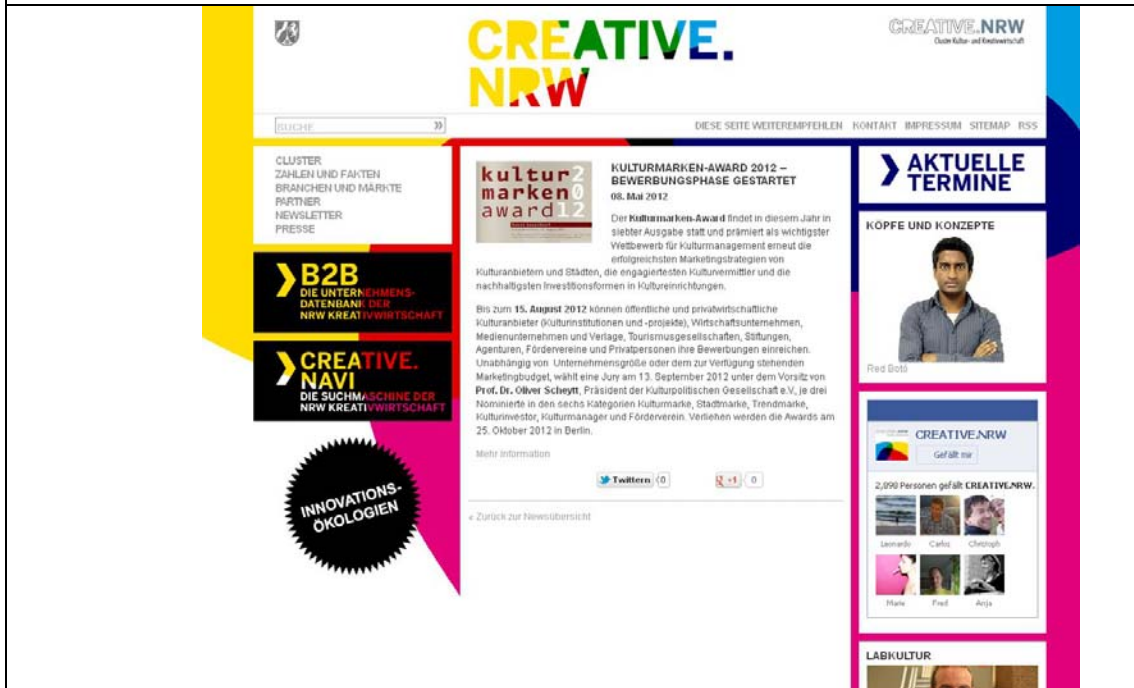 CREATIVE.
NRW
CREATIVE.NRW
Cluster Kultur- und Kreativwirtschaft
SUCHE »
DIESE SEITE WEITEREMPFEHLEN KONTAKT IMPRESSUM SITEMAP RSS
CLUSTER
ZAHLEN UND FAKTEN
BRANCHEN UND MÄRKTE
PARTNER
NEWSLETTER
PRESSE
B2B
DIE UNTERNEHMENS-
DATENBANK DER
NRW KREATIVWIRTSCHAFT
CREATIVE.
NAVI
DIE SUCHMASCHINE DER
NRW KREATIVWIRTSCHAFT
INNOVATIONS-
ÖKOLOGIEN
kultur2
marken0
award12
KULTURMARKEN-AWARD 2012 –
BEWERBUNGSPHASE GESTARTET
08. Mai 2012
Der Kulturmarken-Award findet in diesem Jahr in
siebter Ausgabe statt und prämiert als wichtigster
Wettbewerb für Kulturmanagement erneut die
erfolgreichsten Marketingstrategien von
Kulturanbietern und Städten, die engagiertesten Kulturvermittler und die
nachhaltigsten Investitionsformen in Kultureinrichtungen.
Bis zum 15. August 2012 können öffentliche und privatwirtschaftliche
Kulturanbieter (Kulturinstitutionen und -projekte), Wirtschaftsunternehmen,
Medienunternehmen und Verlage, Tourismusgesellschaften, Stiftungen,
Agenturen, Fördervereine und Privatpersonen ihre Bewerbungen einreichen.
Unabhängig von Unternehmensgröße oder dem zur Verfügung stehenden
Marketingbudget, wählt eine Jury am 13. September 2012 unter dem Vorsitz von
Prof. Dr. Oliver Scheytt, Präsident der Kulturpolitischen Gesellschaft e.V., je drei
Nominierte in den sechs Kategorien Kulturmarke, Stadtmarke, Trendmarke,
Kulturinvestor, Kulturmanager und Förderverein. Verliehen werden die Awards am
25. Oktober 2012 in Berlin.
Mehr Information
Twittern 0
+1 0
« Zurück zur Newsübersicht
AKTUELLE
TERMINE
KÖPFE UND KONZEPTE
Red Boto
CREATIVE.NRW
Gefällt mir
2,090 Personen gefällt CREATIVE.NRW.
Leonardo Carlos Christoph
Marie Fred Anja
LABKULTUR